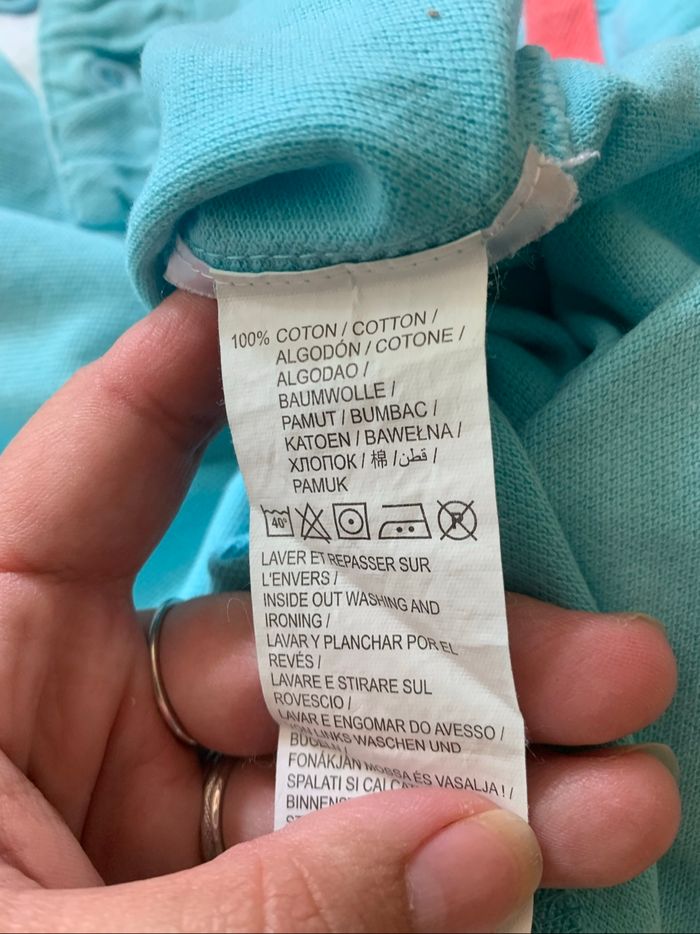 100% COTON / COTTON /
ALGODÓN / COTONE /
ALGODAO /
BAUMWOLLE /
PAMUT / BUMBAC /
KATOEN / BAWEŁNA /
ХЛОПОК / 棉 / قطن /
PAMUK
40°
LAVER ET REPASSER SUR
L'ENVERS /
INSIDE OUT WASHING AND
IRONING /
LAVAR Y PLANCHAR POR EL
REVÉS /
LAVARE E STIRARE SUL
ROVESCIO /
LAVAR E ENGOMAR DO AVESSO /
LINKS WASCHEN UND
FONÁKJÁN MOSSA ÉS VASALJA ! /
SPALATI SI